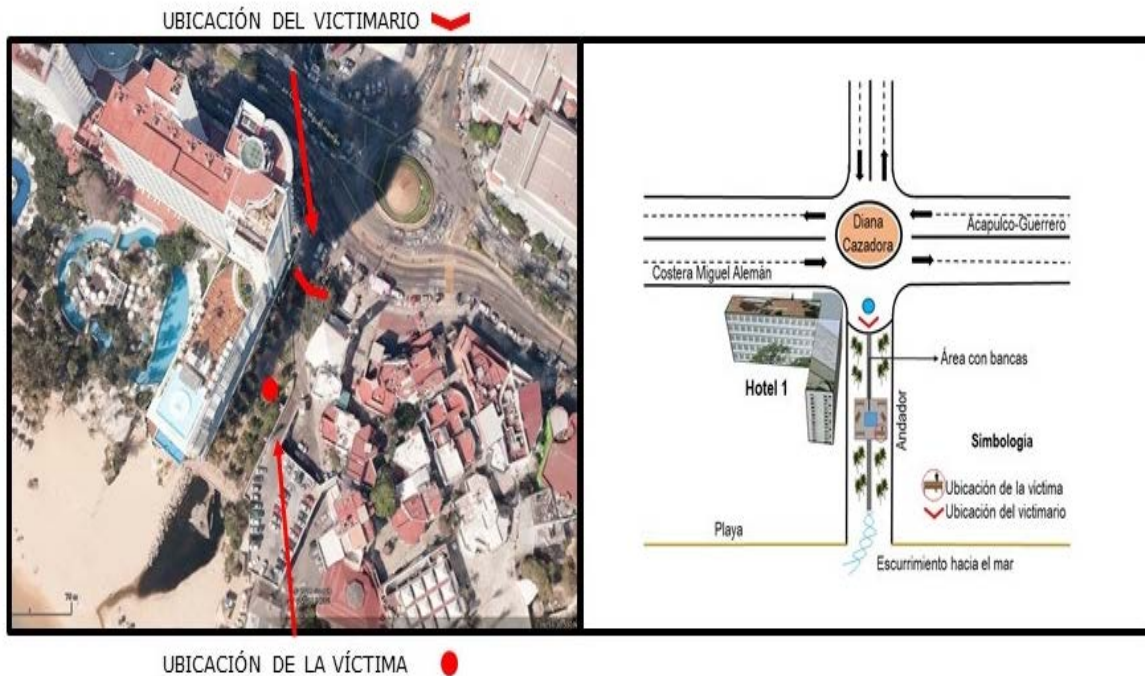 UBICACIÓN DEL VICTIMARIO
Diana
Cazadora
Acapulco-Guerrero
Costera Miguel Alemán
Hotel 1
Área con bancas
Andador
Simbología
Ubicación de la víctima
Ubicación del victimario
Playa
Escurrimiento hacia el mar
UBICACIÓN DE LA VÍCTIMA